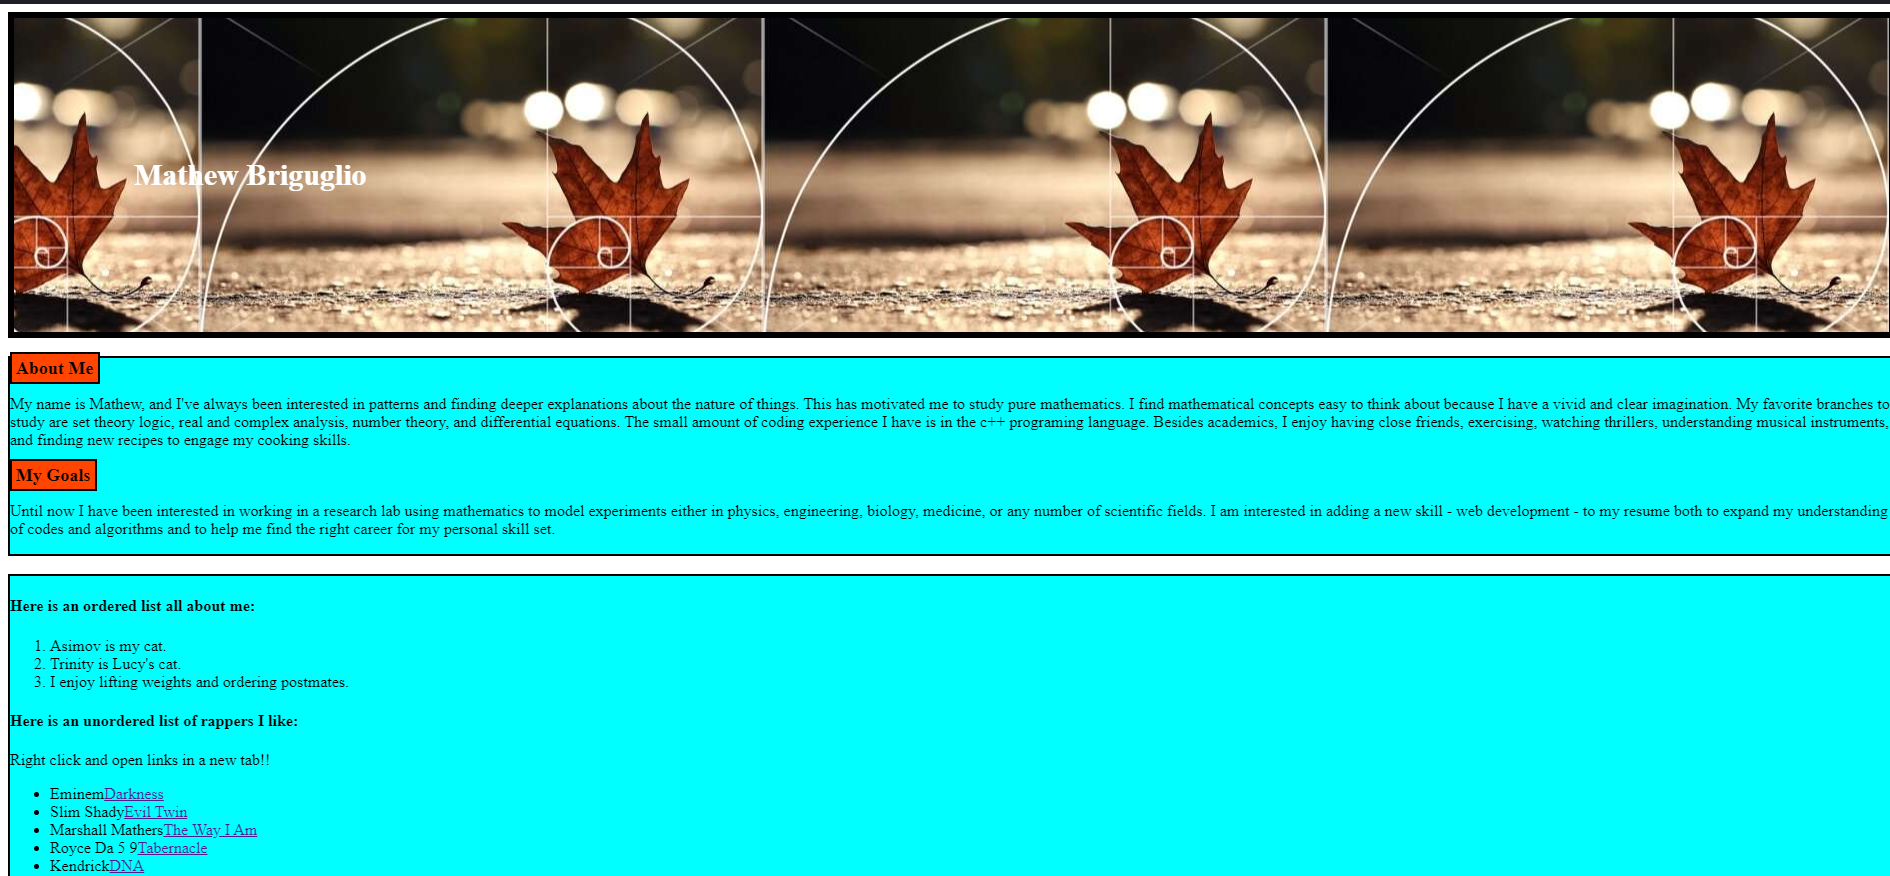 Mathew Briguglio
About Me
My name is Mathew, and I've always been interested in patterns and finding deeper explanations about the nature of things. This has motivated me to study pure mathematics. I find mathematical concepts easy to think about because I have a vivid and clear imagination. My favorite branches to
study are set theory logic, real and complex analysis, number theory, and differential equations. The small amount of coding experience I have is in the c++ programing language. Besides academics, I enjoy having close friends, exercising, watching thrillers, understanding musical instruments,
and finding new recipes to engage my cooking skills.
My Goals
Until now I have been interested in working in a research lab using mathematics to model experiments either in physics, engineering, biology, medicine, or any number of scientific fields. I am interested in adding a new skill - web development - to my resume both to expand my understanding
of codes and algorithms and to help me find the right career for my personal skill set.
Here is an ordered list all about me:
1. Asimov is my cat.
2. Trinity is Lucy's cat.
3. I enjoy lifting weights and ordering postmates.
Here is an unordered list of rappers I like:
Right click and open links in a new tab!!
• EminemDarkness
• Slim ShadyEvil Twin
• Marshall MathersThe Way I Am
• Royce Da 5 9Tabernacle
• KendrickDNA